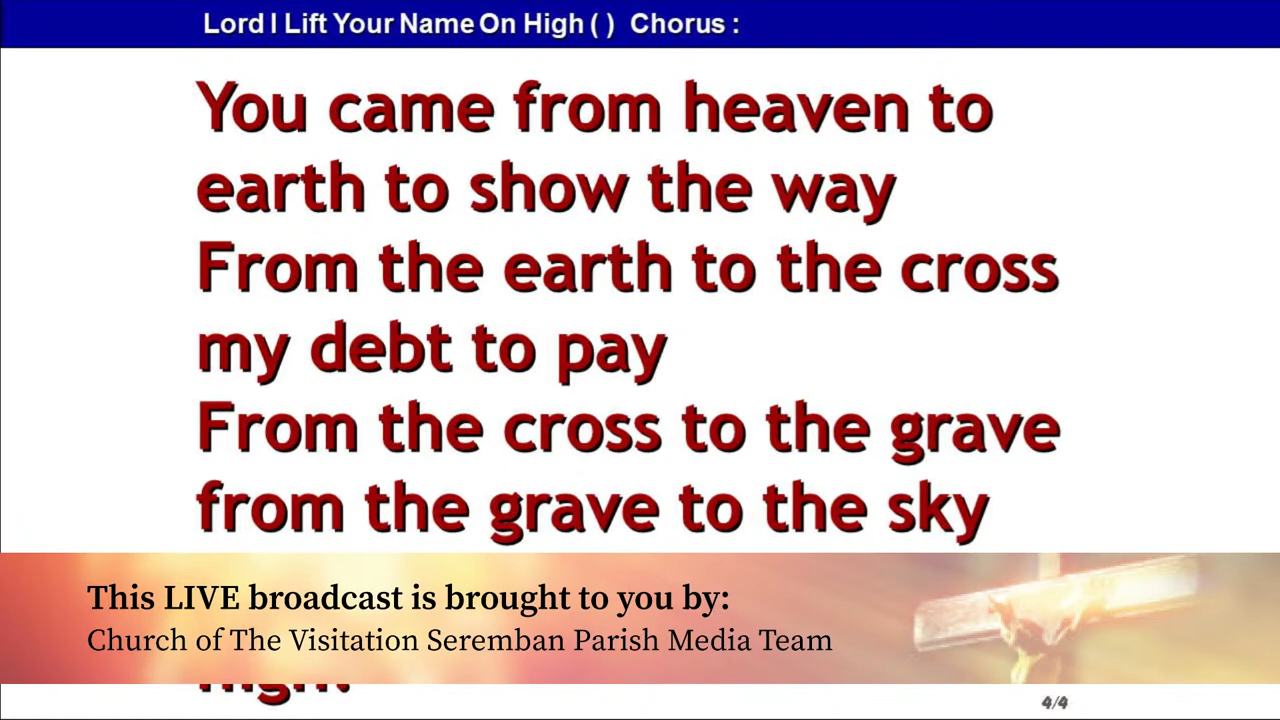 Lord I Lift Your Name On High ( ) Chorus :
You came from heaven to
earth to show the way
From the earth to the cross
my debt to pay
From the cross to the grave
from the grave to the sky
This LIVE broadcast is brought to you by:
Church of The Visitation Seremban Parish Media Team
4/4